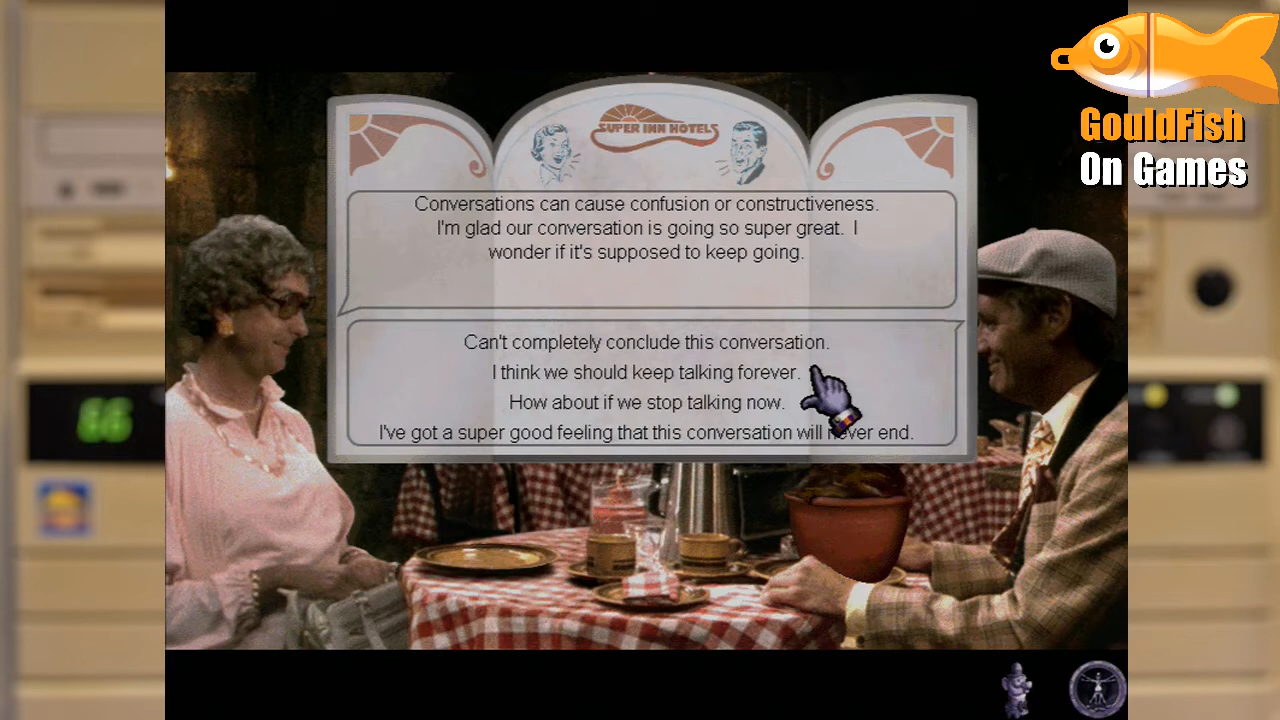 GouldFish
On Games
SUPER INN HOTELS
Conversations can cause confusion or constructiveness.
I'm glad our conversation is going so super great. I
wonder if it's supposed to keep going.
Can't completely conclude this conversation.
I think we should keep talking forever.
How about if we stop talking now.
I've got a super good feeling that this conversation will never end.
66